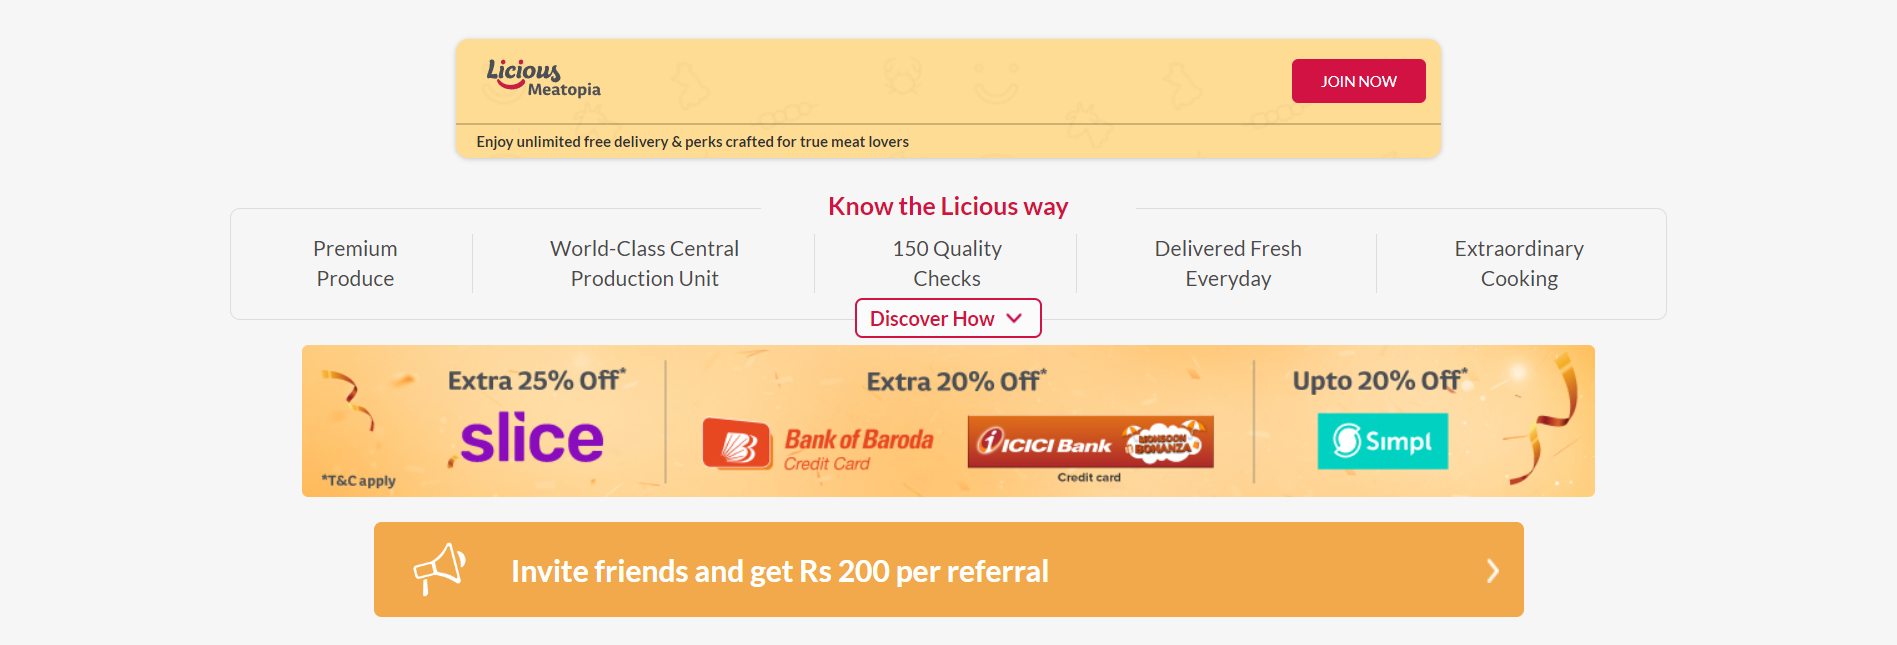 Licious
Meatopia
JOIN NOW
Enjoy unlimited free delivery & perks crafted for true meat lovers
Know the Licious way
Premium
Produce
World-Class Central
Production Unit
150 Quality
Checks
Delivered Fresh
Everyday
Extraordinary
Cooking
Discover How
Extra 25% Off*
slice
*T&C apply
Extra 20% Off*
Bank of Baroda
Credit Card
ICICI Bank
MONSOON
BONANZA
Credit card
Upto 20% Off*
Simpl
Invite friends and get Rs 200 per referral